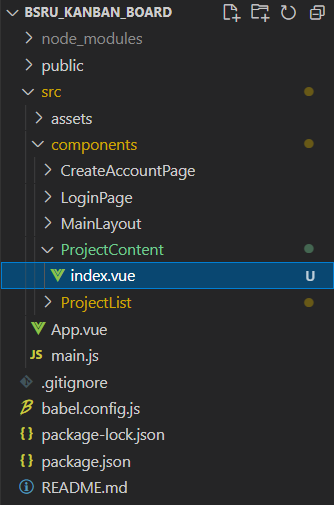 BSRU_KANBAN_BOARD
node_modules
public
src
assets
components
CreateAccountPage
LoginPage
MainLayout
ProjectContent
index.vue U
ProjectList
App.vue
JS main.js
.gitignore
babel.config.js
{} package-lock.json
{} package.json
README.md